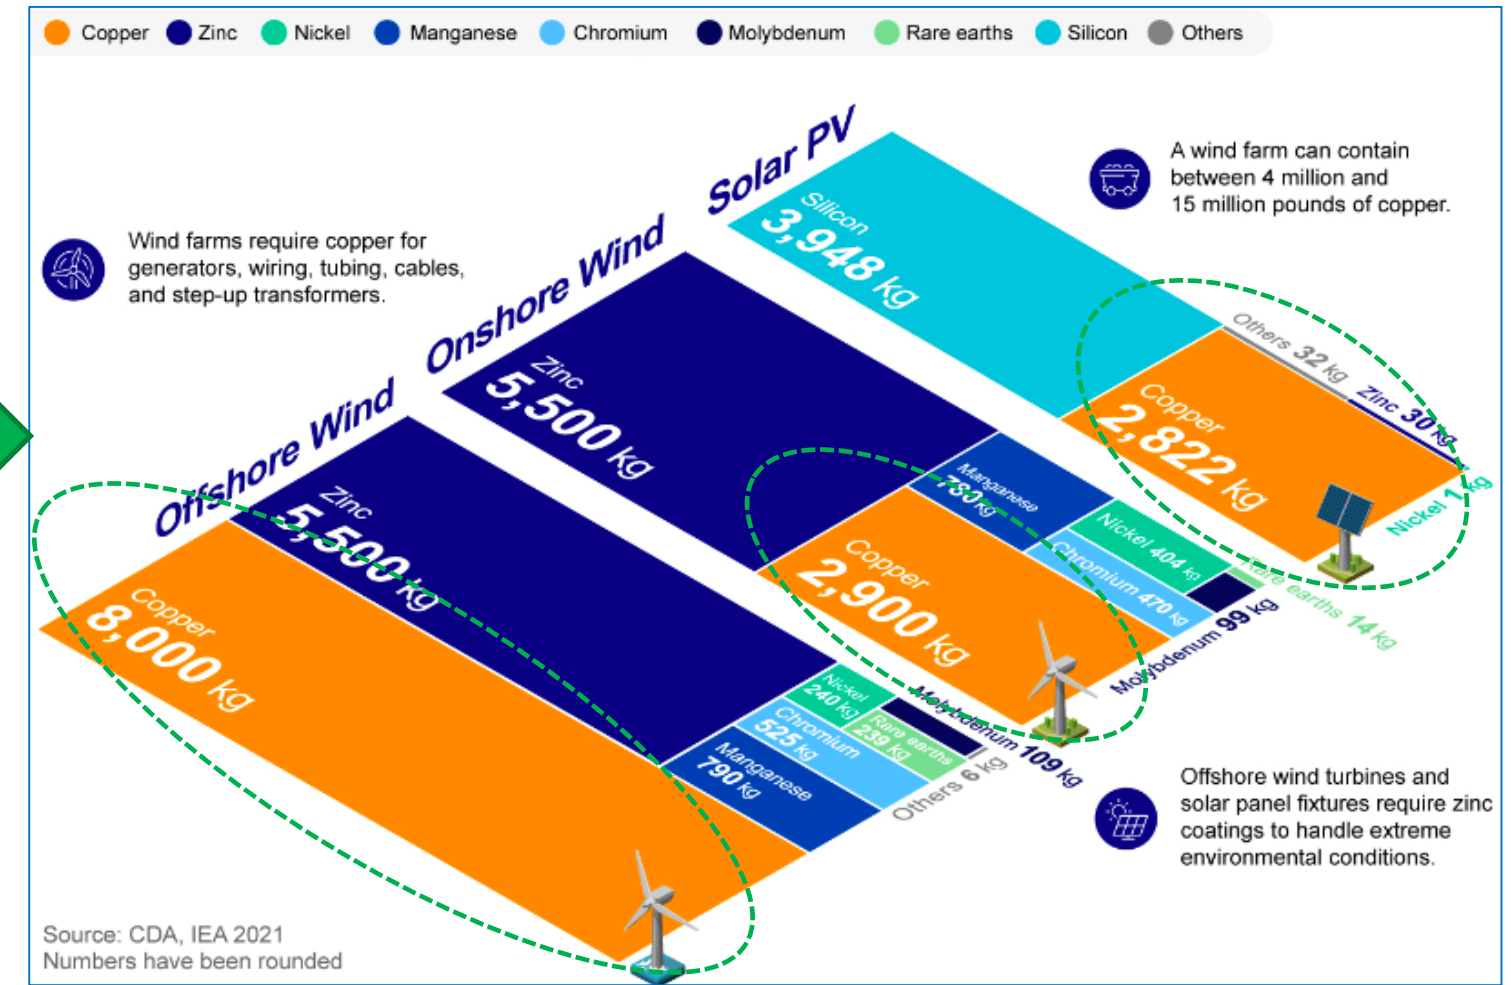 Copper
Zinc
Nickel
Manganese
Chromium
Molybdenum
Rare earths
Silicon
Others
Wind farms require copper for
generators, wiring, tubing, cables,
and step-up transformers.
A wind farm can contain
between 4 million and
15 million pounds of copper.
Solar PV
Silicon
3,948 kg
Others 32 kg
Zinc 30 kg
Copper
2,822 kg
Nickel 1 kg
Onshore Wind
Zinc
5,500 kg
Manganese
780 kg
Nickel 404 kg
Copper
2,900 kg
Chromium 470 kg
Rare earths 14 kg
Molybdenum 99 kg
Offshore Wind
Zinc
5,500 kg
Copper
8,000 kg
Nickel
240 kg
Molybdenum 109 kg
Rare earths
239 kg
Chromium
525 kg
Manganese
790 kg
Others 6 kg
Offshore wind turbines and
solar panel fixtures require zinc
coatings to handle extreme
environmental conditions.
Source: CDA, IEA 2021
Numbers have been rounded